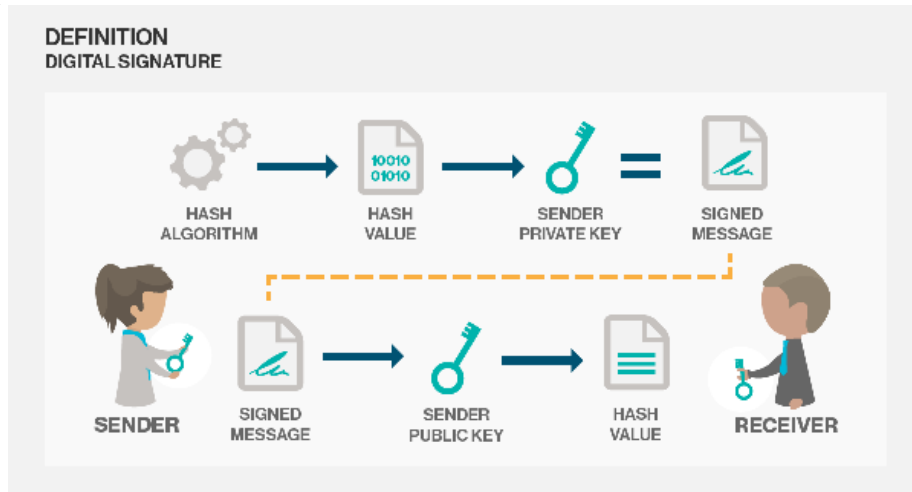 DEFINITION
DIGITAL SIGNATURE
10010
01010
HASH
ALGORITHM
HASH
VALUE
SENDER
PRIVATE KEY
SIGNED
MESSAGE
SENDER
SIGNED
MESSAGE
SENDER
PUBLIC KEY
HASH
VALUE
RECEIVER